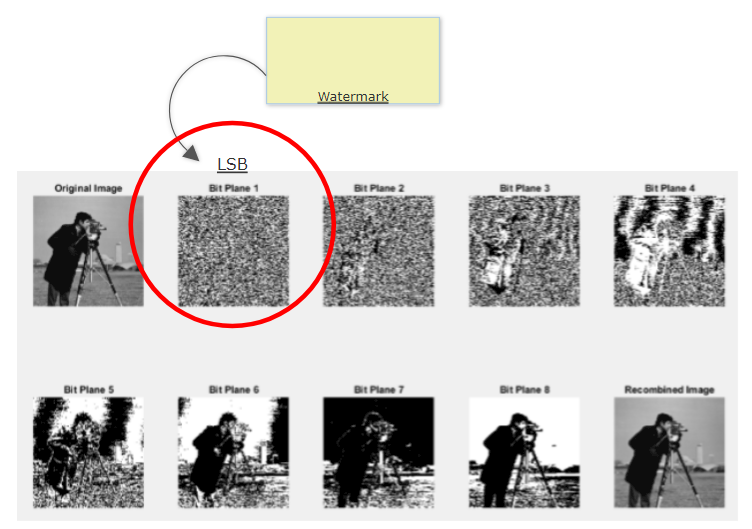 Watermark
LSB
Original Image
Bit Plane 1
Bit Plane 2
Bit Plane 3
Bit Plane 4
Bit Plane 5
Bit Plane 6
Bit Plane 7
Bit Plane 8
Recombined Image